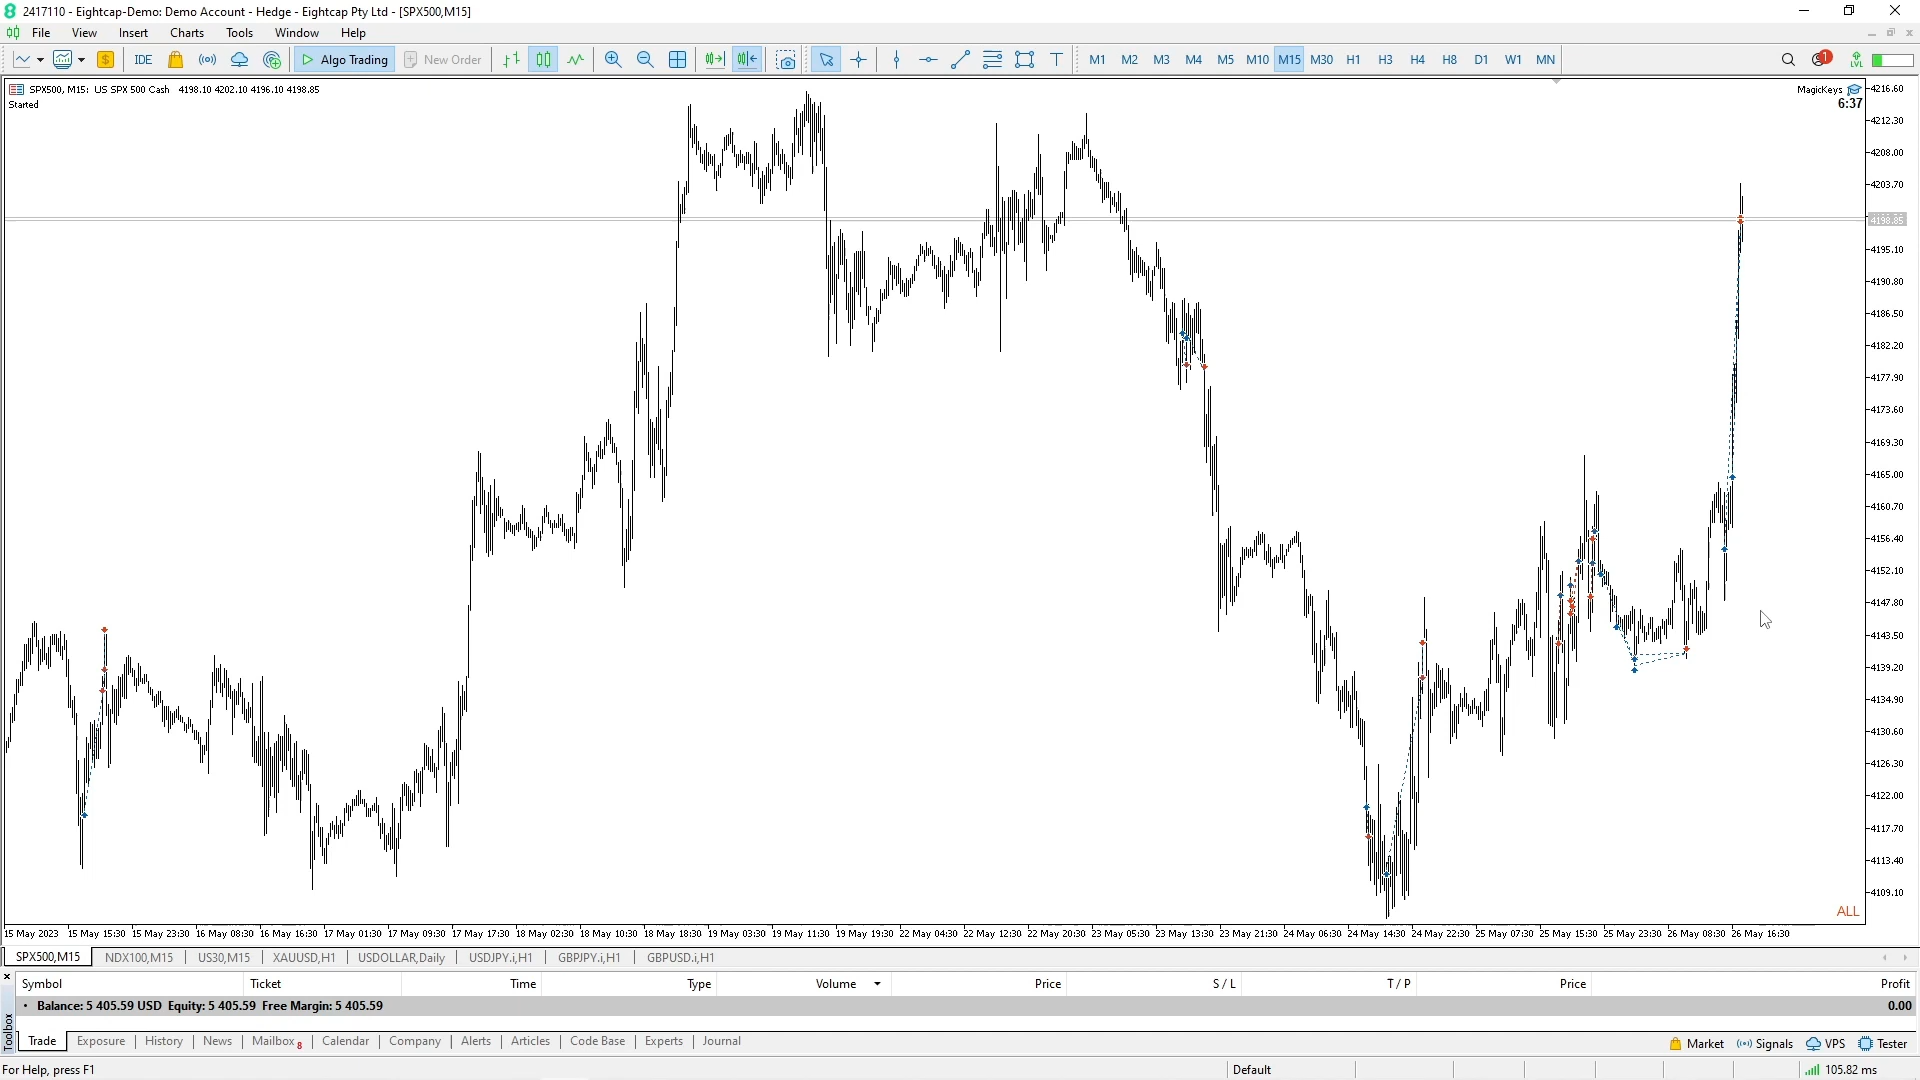 2417110 - Eightcap-Demo: Demo Account - Hedge - Eightcap Pty Ltd - [SPX500,M15]
File View Insert Charts Tools Window Help
IDE Algo Trading New Order M1 M2 M3 M4 M5 M10 M15 M30 H1 H3 H4 H8 D1 W1 MN 1 LVL
SPX500, M15: US SPX 500 Cash 4198.10 4202.10 4196.10 4198.85
MagicKeys
Started
6:37
4216.60
4212.30
4208.00
4203.70
4198.85
4195.10
4190.80
4186.50
4182.20
4177.90
4173.60
4169.30
4165.00
4160.70
4156.40
4152.10
4147.80
4143.50
4139.20
4134.90
4130.60
4126.30
4122.00
4117.70
4113.40
4109.10
ALL
15 May 2023 15 May 15:30 15 May 23:30 16 May 08:30 16 May 16:30 17 May 01:30 17 May 09:30 17 May 17:30 18 May 02:30 18 May 10:30 18 May 18:30 19 May 03:30 19 May 11:30 19 May 19:30 22 May 04:30 22 May 12:30 22 May 20:30 23 May 05:30 23 May 13:30 23 May 21:30 24 May 06:30 24 May 14:30 24 May 22:30 25 May 07:30 25 May 15:30 25 May 23:30 26 May 08:30 26 May 16:30
SPX500,M15 NDX100,M15 US30,M15 XAUUSD,H1 USDOLLAR,Daily USDJPY.i,H1 GBPJPY.i,H1 GBPUSD.i,H1
Symbol Ticket Time Type Volume Price S / L T / P Price Profit
Balance: 5 405.59 USD Equity: 5 405.59 Free Margin: 5 405.59 0.00
Toolbox
Trade Exposure History News Mailbox 8 Calendar Company Alerts Articles Code Base Experts Journal Market Signals VPS Tester
For Help, press F1 Default 105.82 ms